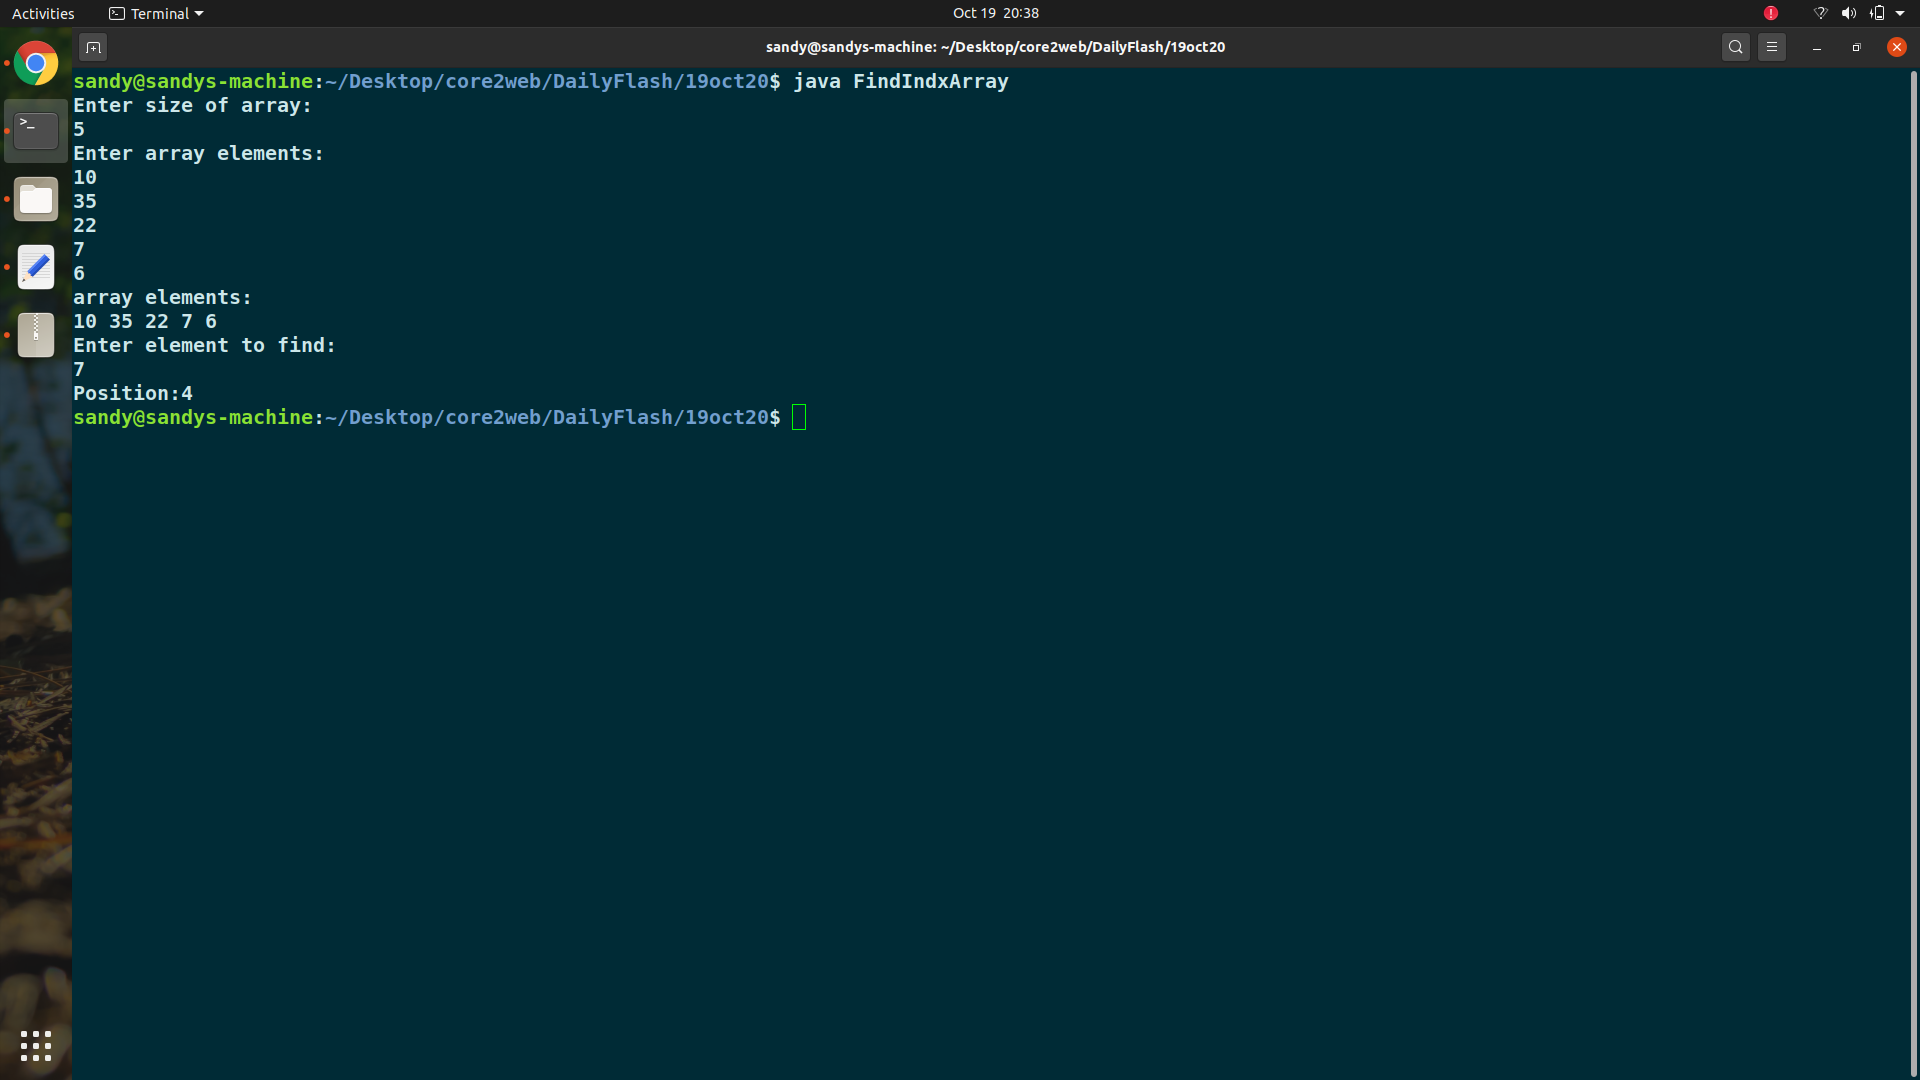 Activities Terminal Oct 19 20:38
sandy@sandys-machine: ~/Desktop/core2web/DailyFlash/19oct20
sandy@sandys-machine:~/Desktop/core2web/DailyFlash/19oct20$ java FindIndxArray
Enter size of array:
5
Enter array elements:
10
35
22
7
6
array elements:
10 35 22 7 6
Enter element to find:
7
Position:4
sandy@sandys-machine:~/Desktop/core2web/DailyFlash/19oct20$